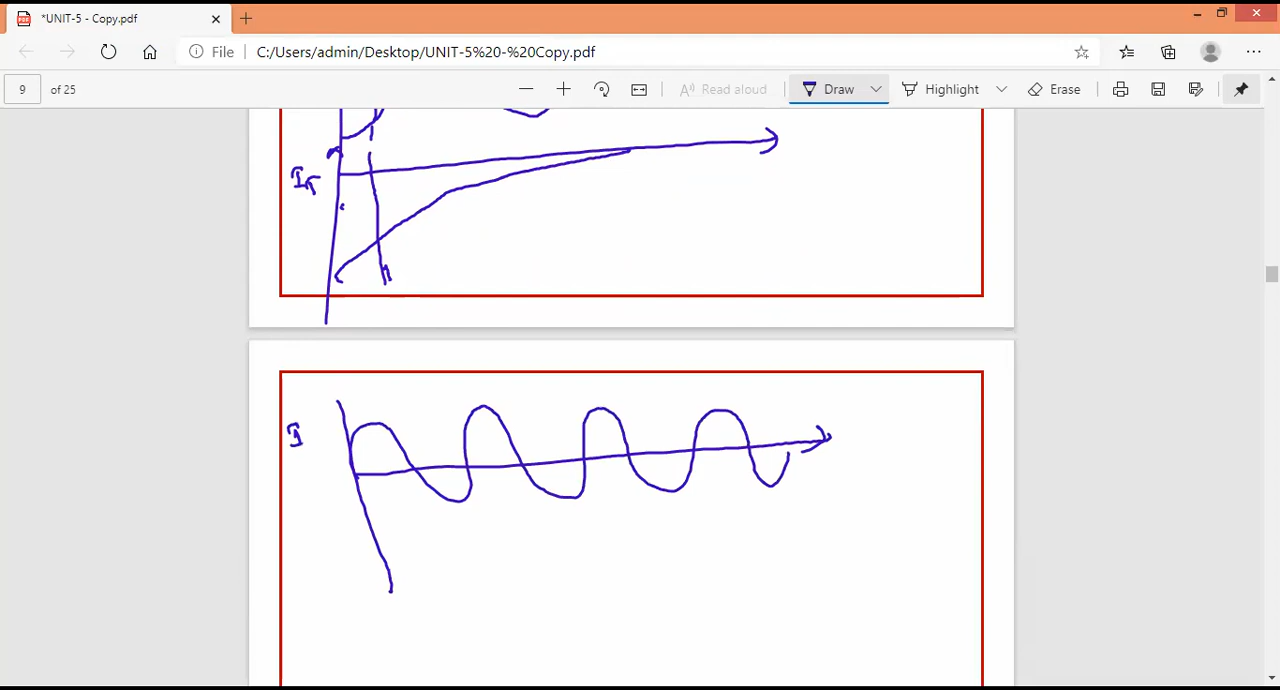 *UNIT-5 - Copy.pdf
File
C:/Users/admin/Desktop/UNIT-5%20-%20Copy.pdf
9 of 25
Read aloud
Draw
Highlight
Erase
I